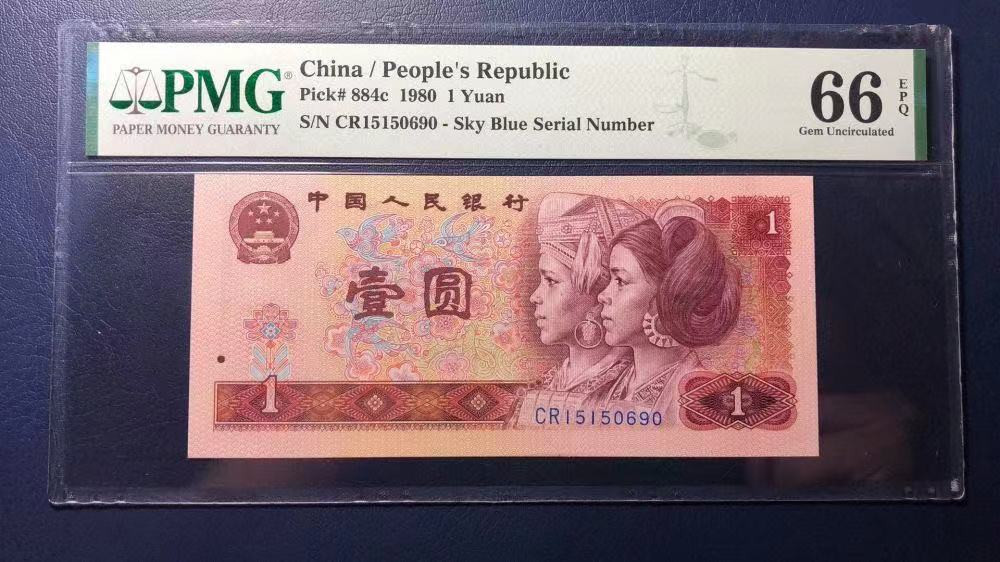 PMG®
PAPER MONEY GUARANTY
China / People's Republic
Pick# 884c 1980 1 Yuan
S/N CR15150690 - Sky Blue Serial Number
66 EPQ
Gem Uncirculated
中国人民银行
1
壹圆
1
1
CR15150690